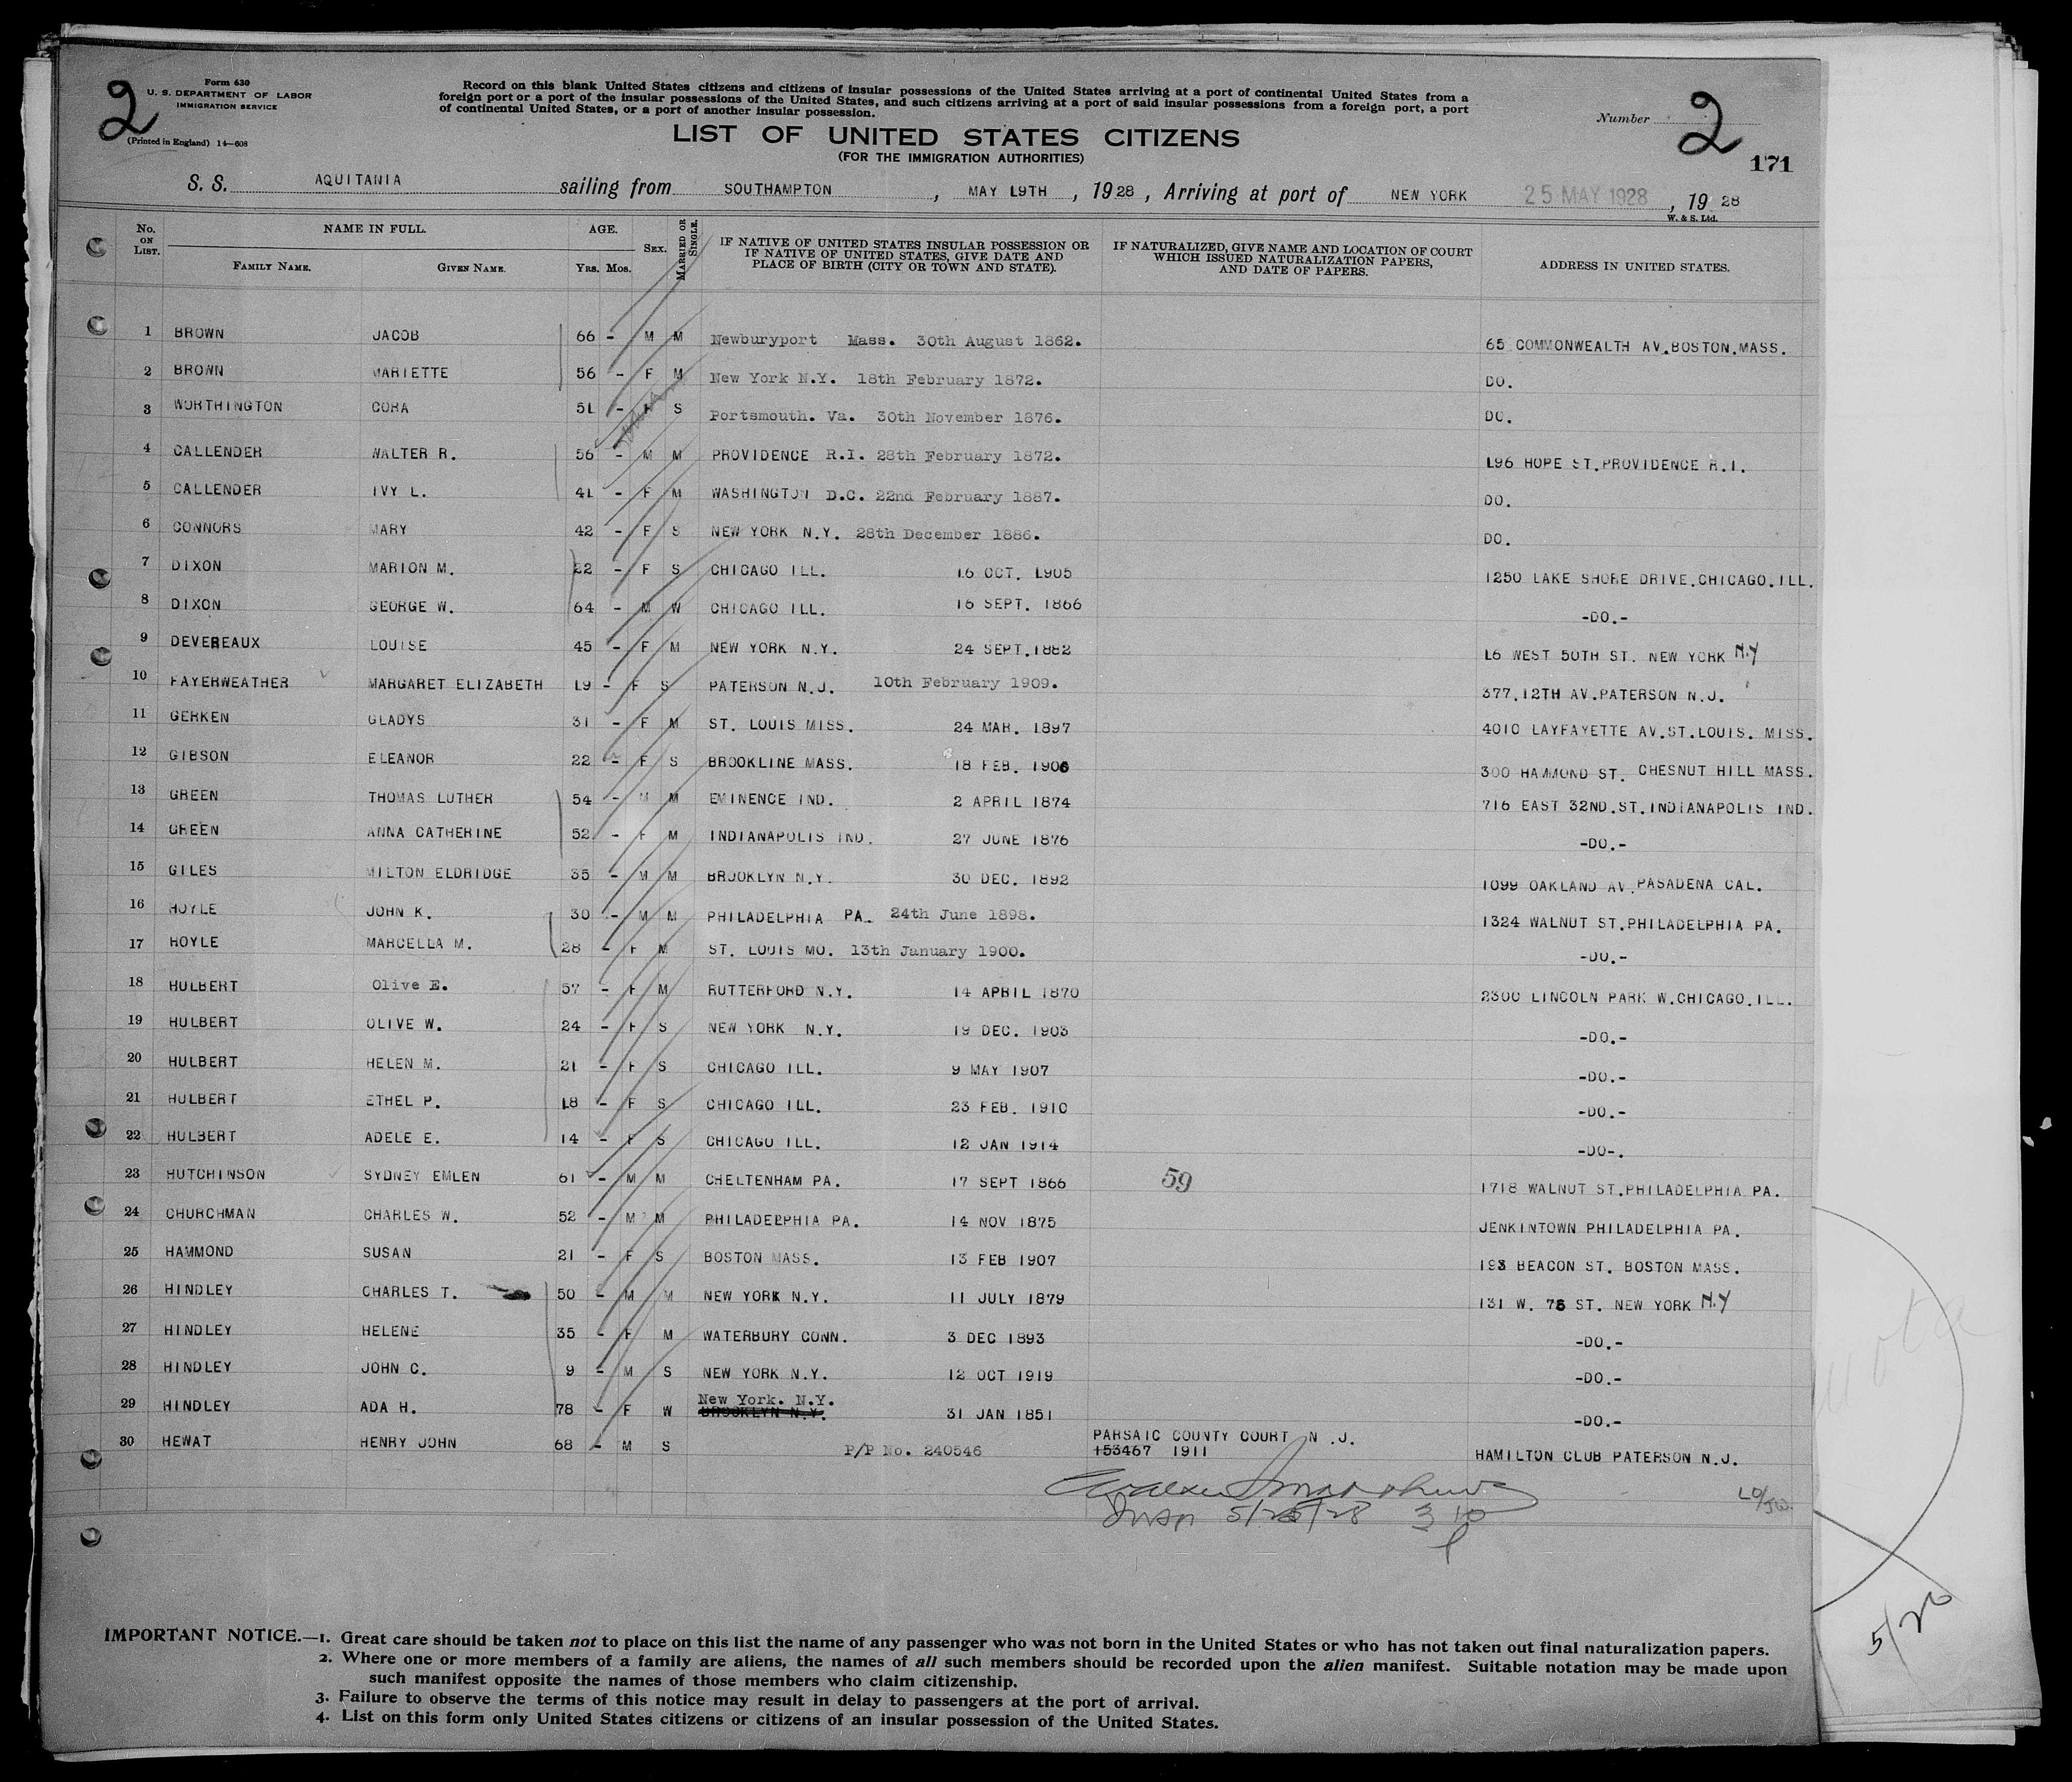 2
Form 630
U. S. DEPARTMENT OF LABOR
IMMIGRATION SERVICE
(Printed in England) 14—608
Record on this blank United States citizens and citizens of insular possessions of the United States arriving at a port of continental United States from a
foreign port or a port of the insular possessions of the United States, and such citizens arriving at a port of said insular possessions from a foreign port, a port
of continental United States, or a port of another insular possession.
LIST OF UNITED STATES CITIZENS
(FOR THE IMMIGRATION AUTHORITIES)
Number 2
171
S. S. AQUITANIA sailing from SOUTHAMPTON, MAY L9TH, 1928, Arriving at port of NEW YORK 25 MAY 1928, 1928
W. & S. Ltd.
No. ON LIST. NAME IN FULL. FAMILY NAME. GIVEN NAME. AGE. YRS. MOS. SEX. MARRIED OR SINGLE. IF NATIVE OF UNITED STATES INSULAR POSSESSION OR IF NATIVE OF UNITED STATES, GIVE DATE AND PLACE OF BIRTH (CITY OR TOWN AND STATE). IF NATURALIZED, GIVE NAME AND LOCATION OF COURT WHICH ISSUED NATURALIZATION PAPERS, AND DATE OF PAPERS. ADDRESS IN UNITED STATES.
1 BROWN JACOB 66 - M M Newburyport Mass. 30th August 1862. 65 COMMONWEALTH AV.BOSTON.MASS.
2 BROWN MARIETTE 56 - F M New York N.Y. 18th February 1872. DO.
3 WORTHINGTON CORA 5L - F S Portsmouth. Va. 30th November 1876. DO.
4 CALLENDER WALTER R. 56 - M M PROVIDENCE R.I. 28th February 1872. L96 HOPE ST.PROVIDENCE R.I.
5 CALLENDER IVY L. 4L - F M WASHINGTON D.C. 22nd February 1887. DO.
6 CONNORS MARY 42 - F S NEW YORK N.Y. 28th December 1886. DO.
7 DIXON MARION M. 22 - F S CHICAGO ILL. L6 OCT. L905 1250 LAKE SHORE DRIVE.CHICAGO.ILL.
8 DIXON GEORGE W. 64 - M W CHICAGO ILL. 16 SEPT. 1866 -DO.-
9 DEVEREAUX LOUISE 45 - F M NEW YORK N.Y. 24 SEPT.1882 L6 WEST 50TH ST. NEW YORK N.Y
10 FAYERWEATHER MARGARET ELIZABETH L9 - F S PATERSON N.J. 10th February 1909. 377.12TH AV.PATERSON N.J.
11 GERKEN GLADYS 31 - F M ST. LOUIS MISS. 24 MAR. 1897 4010 LAYFAYETTE AV.ST.LOUIS. MISS.
12 GIBSON ELEANOR 22 - F S BROOKLINE MASS. 18 FEB. 1906 300 HAMMOND ST. CHESNUT HILL MASS.
13 GREEN THOMAS LUTHER 54 - M M EMINENCE IND. 2 APRIL 1874 716 EAST 32ND.ST.INDIANAPOLIS IND.
14 GREEN ANNA CATHERINE 52 - F M INDIANAPOLIS IND. 27 JUNE 1876 -DO.-
15 GILES MILTON ELDRIDGE 35 - M M BROOKLYN N.Y. 30 DEC. 1892 1099 OAKLAND AV.PASADENA CAL.
16 HOYLE JOHN K. 30 - M M PHILADELPHIA PA. 24th June 1898. 1324 WALNUT ST.PHILADELPHIA PA.
17 HOYLE MARCELLA M. 28 - F M ST. LOUIS MO. 13th January 1900. -DO.-
18 HULBERT Olive E. 57 - F M RUTTERFORD N.Y. 14 APRIL 1870 2300 LINCOLN PARK W.CHICAGO.ILL.
19 HULBERT OLIVE W. 24 - F S NEW YORK N.Y. 19 DEC. 1903 -DO.-
20 HULBERT HELEN M. 21 - F S CHICAGO ILL. 9 MAY 1907 -DO.-
21 HULBERT ETHEL P. L8 - F S CHICAGO ILL. 23 FEB. 1910 -DO.-
22 HULBERT ADELE E. 14 - F S CHICAGO ILL. 12 JAN 1914 -DO-.
23 HUTCHINSON SYDNEY EMLEN 61 - M M CHELTENHAM PA. 17 SEPT 1866 59 1718 WALNUT ST.PHILADELPHIA PA.
24 CHURCHMAN CHARLES W. 52 - M M PHILADELPHIA PA. 14 NOV 1875 JENKINTOWN PHILADELPHIA PA.
25 HAMMOND SUSAN 21 - F S BOSTON MASS. 13 FEB 1907 193 BEACON ST. BOSTON MASS.
26 HINDLEY CHARLES T. 50 - M M NEW YORK N.Y. 11 JULY 1879 131 W. 75 ST. NEW YORK N.Y
27 HINDLEY HELENE 35 - F M WATERBURY CONN. 3 DEC 1893 -DO.-
28 HINDLEY JOHN C. 9 - M S NEW YORK N.Y. 12 OCT 1919 -DO.-
29 HINDLEY ADA H. 78 - F W New York. N.Y. BROOKLYN N.Y. 31 JAN 1851 -DO.-
30 HEWAT HENRY JOHN 68 - M S P/P No. 240546 PARSAIC COUNTY COURT N .J. 153467 1911 HAMILTON CLUB PATERSON N.J.
Insp 5/25/28 3 10
LO/JW.
5/26
IMPORTANT NOTICE.—1. Great care should be taken not to place on this list the name of any passenger who was not born in the United States or who has not taken out final naturalization papers.
2. Where one or more members of a family are aliens, the names of all such members should be recorded upon the alien manifest. Suitable notation may be made upon
such manifest opposite the names of those members who claim citizenship.
3. Failure to observe the terms of this notice may result in delay to passengers at the port of arrival.
4. List on this form only United States citizens or citizens of an insular possession of the United States.